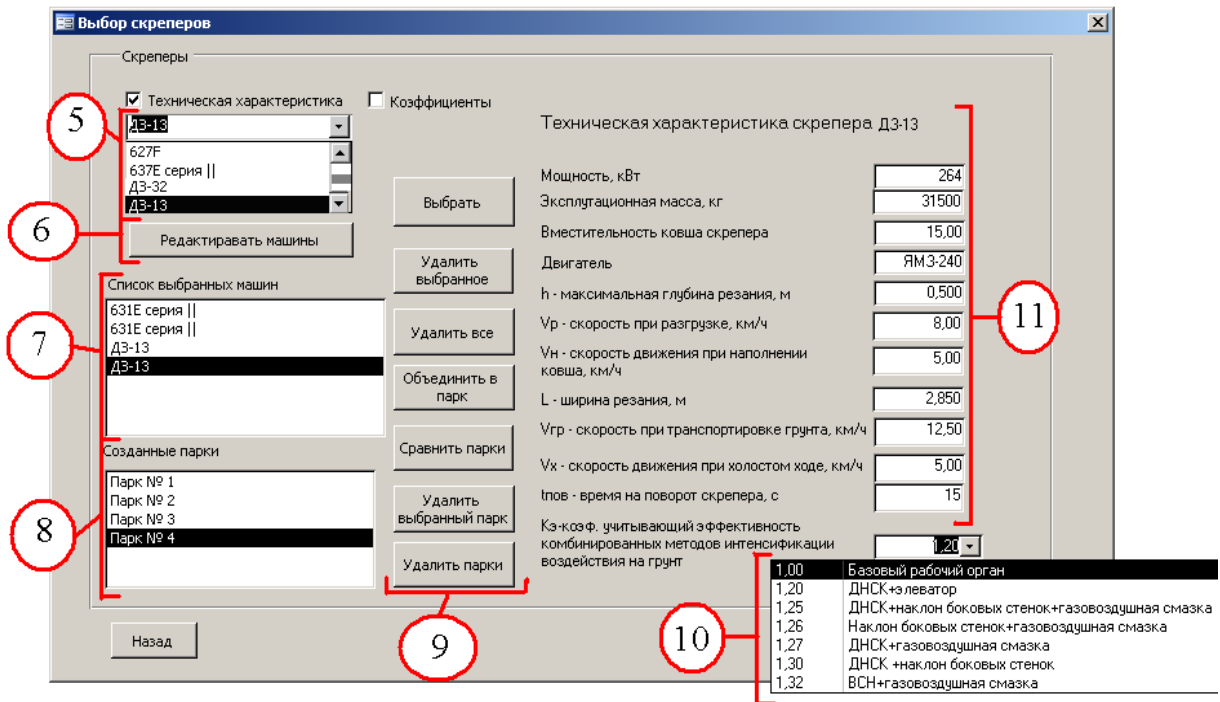 Выбор скреперов
Скреперы
Техническая характеристика
Коэффициенты
5
ДЗ-13
627F
637E серия ||
ДЗ-32
ДЗ-13
6
Редактиравать машины
Список выбранных машин
7
631E серия ||
631E серия ||
ДЗ-13
ДЗ-13
Созданные парки
8
Парк № 1
Парк № 2
Парк № 3
Парк № 4
Назад
Выбрать
Удалить
выбранное
Удалить все
Объединить в
парк
Сравнить парки
Удалить
выбранный парк
Удалить парки
9
Техническая характеристика скрепера ДЗ-13
Мощность, кВт 264
Эксплутационная масса, кг 31500
Вместительность ковша скрепера 15,00
Двигатель ЯМЗ-240
h - максимальная глубина резания, м 0,500
Vр - скорость при разгрузке, км/ч 8,00
Vн - скорость движения при наполнении
ковша, км/ч 5,00
L - ширина резания, м 2,850
Vгр - скорость при транспортировке грунта, км/ч 12,50
Vх - скорость движения при холостом ходе, км/ч 5,00
tпов - время на поворот скрепера, с 15
Кэ-коэф. учитывающий эффективность
комбинированных методов интенсификации
воздействия на грунт 1,20
11
10
1,00 Базовый рабочий орган
1,20 ДНСК+элеватор
1,25 ДНСК+наклон боковых стенок+газовоздушная смазка
1,26 Наклон боковых стенок+газовоздушная смазка
1,27 ДНСК+газовоздушная смазка
1,30 ДНСК +наклон боковых стенок
1,32 ВСН+газовоздушная смазка